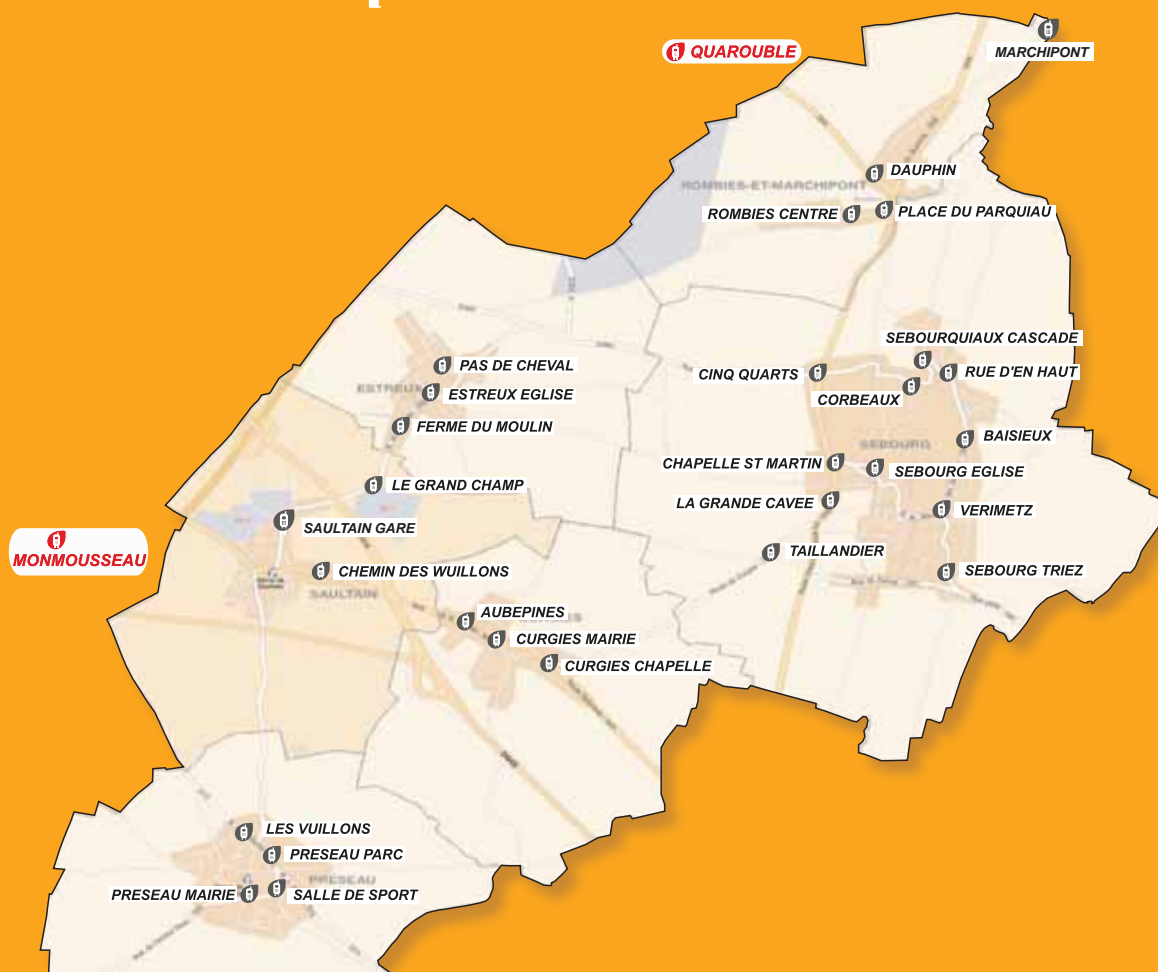 QUAROUBLE
MARCHIPONT
DAUPHIN
ROMBIES-ET-MARCHIPONT
ROMBIES CENTRE
PLACE DU PARQUIAU
SEBOURQUIAUX CASCADE
PAS DE CHEVAL
CINQ QUARTS
RUE D'EN HAUT
ESTREUX
ESTREUX EGLISE
CORBEAUX
FERME DU MOULIN
BAISIEUX
SEBOURG
CHAPELLE ST MARTIN
SEBOURG EGLISE
LE GRAND CHAMP
LA GRANDE CAVEE
VERIMETZ
SAULTAIN GARE
MONMOUSSEAU
TAILLANDIER
CHEMIN DES WUILLONS
SEBOURG TRIEZ
SAULTAIN
AUBEPINES
CURGIES MAIRIE
CURGIES CHAPELLE
LES VUILLONS
PRESEAU PARC
PRESEAU
PRESEAU MAIRIE
SALLE DE SPORT